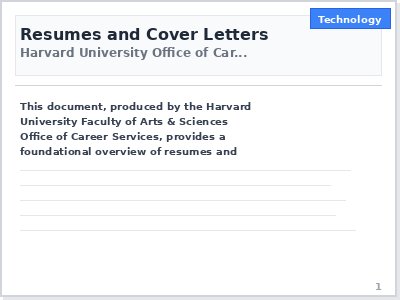 Technology
Resumes and Cover Letters
Harvard University Office of Car...
This document, produced by the Harvard
University Faculty of Arts & Sciences
Office of Career Services, provides a
foundational overview of resumes and
1